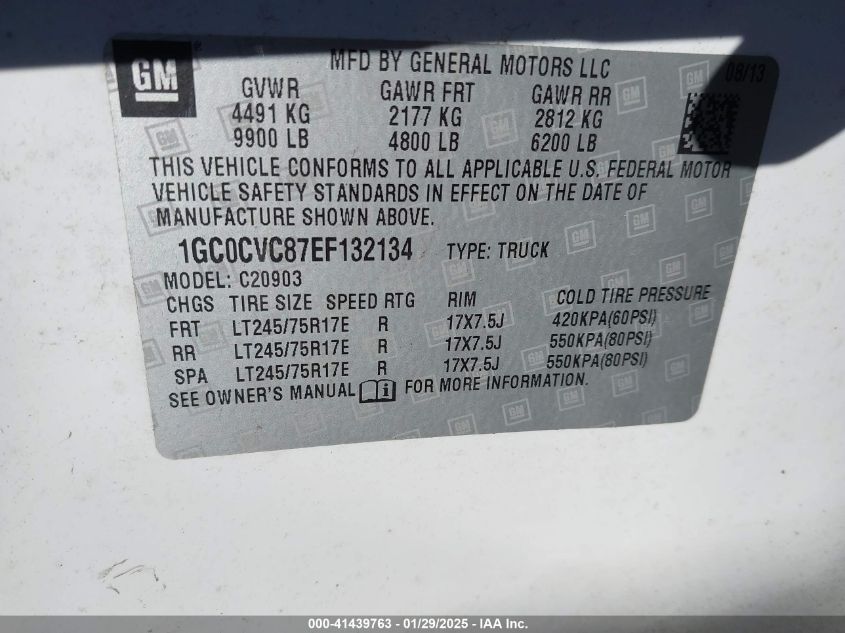 GM
MFD BY GENERAL MOTORS LLC
08/13
GVWR GAWR FRT GAWR RR
4491 KG 2177 KG 2812 KG
9900 LB 4800 LB 6200 LB
THIS VEHICLE CONFORMS TO ALL APPLICABLE U.S. FEDERAL MOTOR
VEHICLE SAFETY STANDARDS IN EFFECT ON THE DATE OF
MANUFACTURE SHOWN ABOVE.
1GC0CVC87EF132134 TYPE: TRUCK
MODEL: C20903
CHGS TIRE SIZE SPEED RTG RIM COLD TIRE PRESSURE
FRT LT245/75R17E R 17X7.5J 420KPA(60PSI)
RR LT245/75R17E R 17X7.5J 550KPA(80PSI)
SPA LT245/75R17E R 17X7.5J 550KPA(80PSI)
SEE OWNER'S MANUAL i FOR MORE INFORMATION.
000-41439763 - 01/29/2025 - IAA Inc.